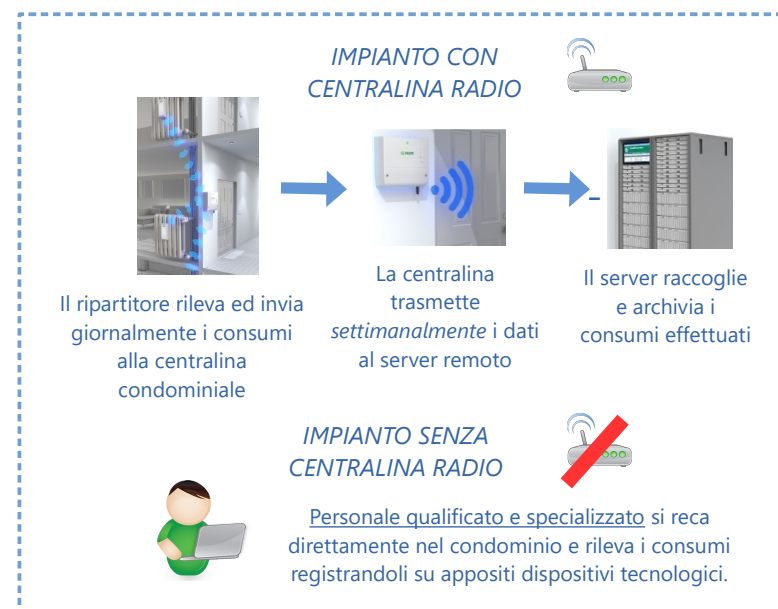 IMPIANTO CON
CENTRALINA RADIO
Il ripartitore rileva ed invia
giornalmente i consumi
alla centralina
condominiale
La centralina
trasmette
settimanalmente i dati
al server remoto
Il server raccoglie
e archivia i
consumi effettuati
IMPIANTO SENZA
CENTRALINA RADIO
Personale qualificato e specializzato si reca
direttamente nel condominio e rileva i consumi
registrandoli su appositi dispositivi tecnologici.